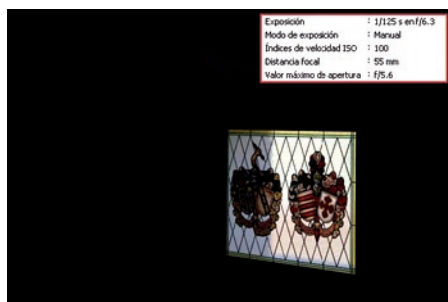 Exposición : 1/125 s en f/6.3
Modo de exposición : Manual
Índices de velocidad ISO : 100
Distancia focal : 55 mm
Valor máximo de apertura : f/5.6